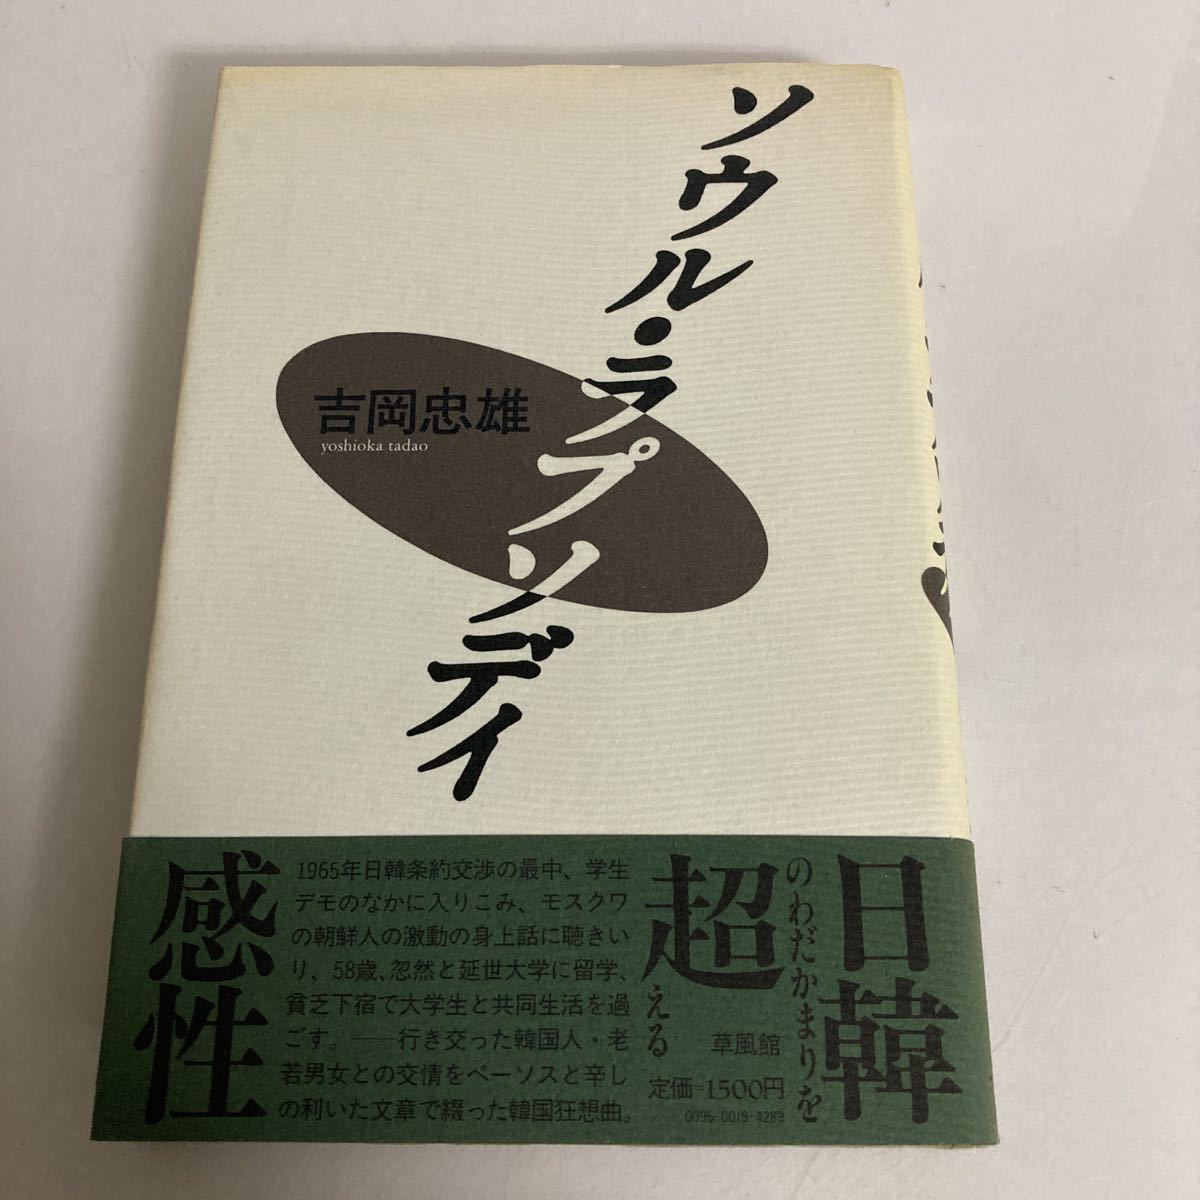 ソウル・ラプソディ
吉岡忠雄
yoshioka tadao
日韓
のわだかまりを
超える
感性
草風館
定価=1500円
0095-0019-4289
1965年日韓条約交渉の最中、学生
デモのなかに入りこみ、モスクワ
の朝鮮人の激動の身上話に聴きい
り、58歳、忽然と延世大学に留学、
貧乏下宿で大学生と共同生活を過
ごす。──行き交った韓国人・老
若男女との交情をペーソスと辛し
の利いた文章で綴った韓国狂想曲。